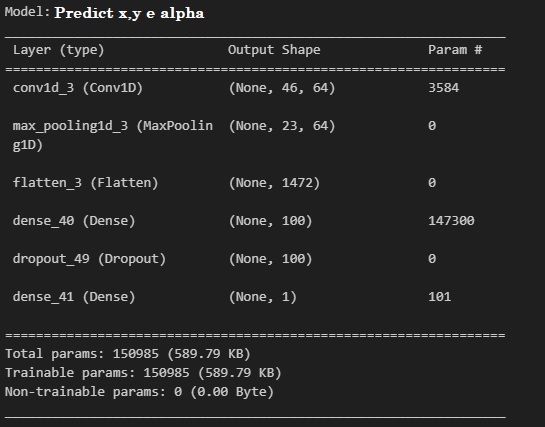 Model: Predict x,y e alpha
Layer (type) Output Shape Param #
conv1d_3 (Conv1D) (None, 46, 64) 3584
max_pooling1d_3 (MaxPoolin (None, 23, 64) 0
g1D)
flatten_3 (Flatten) (None, 1472) 0
dense_40 (Dense) (None, 100) 147300
dropout_49 (Dropout) (None, 100) 0
dense_41 (Dense) (None, 1) 101
Total params: 150985 (589.79 KB)
Trainable params: 150985 (589.79 KB)
Non-trainable params: 0 (0.00 Byte)